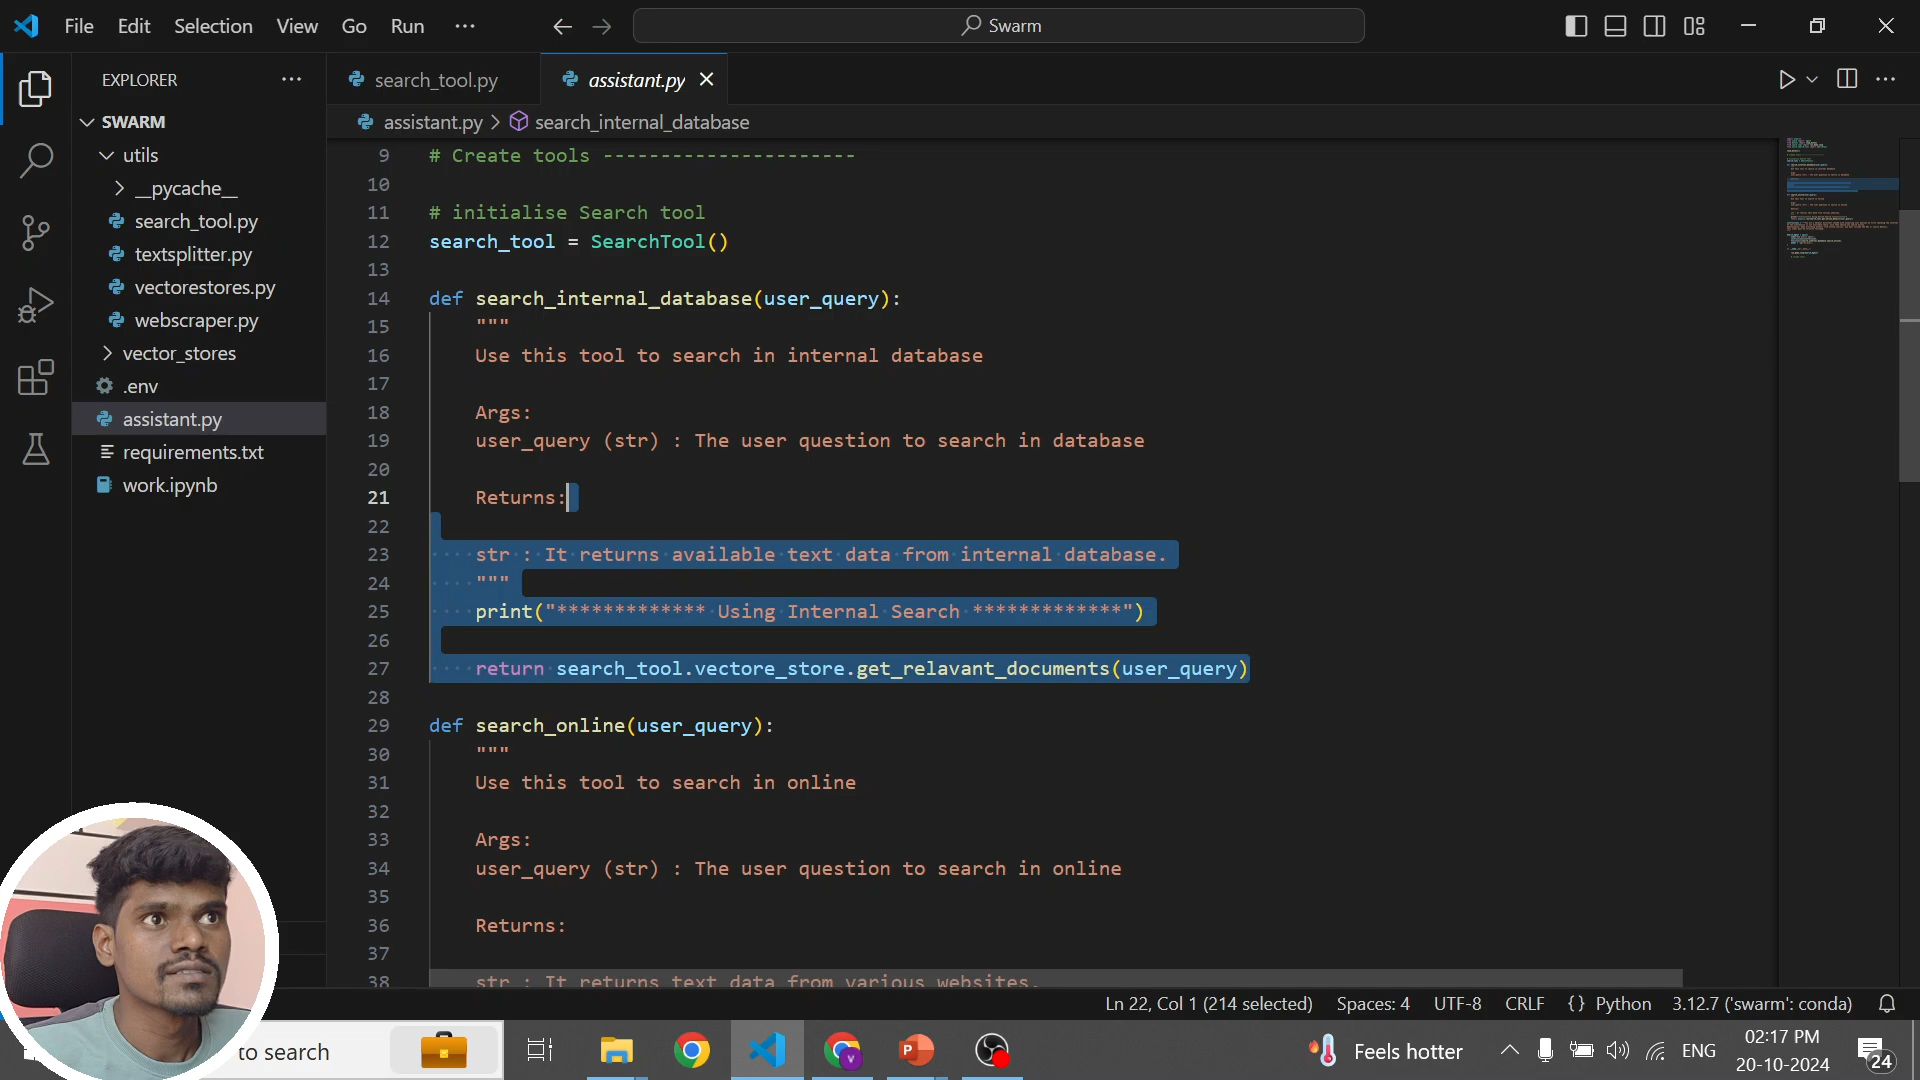 File Edit Selection View Go Run ···
Swarm
EXPLORER
SWARM
utils
__pycache__
search_tool.py
textsplitter.py
vectorestores.py
webscraper.py
vector_stores
.env
assistant.py
requirements.txt
work.ipynb
search_tool.py assistant.py
assistant.py > search_internal_database
9 # Create tools ----------------------
10
11 # initialise Search tool
12 search_tool = SearchTool()
13
14 def search_internal_database(user_query):
15 """
16 Use this tool to search in internal database
17
18 Args:
19 user_query (str) : The user question to search in database
20
21 Returns:
22
23 str : It returns available text data from internal database.
24 """
25 print("************* Using Internal Search *************")
26
27 return search_tool.vectore_store.get_relavant_documents(user_query)
28
29 def search_online(user_query):
30 """
31 Use this tool to search in online
32
33 Args:
34 user_query (str) : The user question to search in online
35
36 Returns:
37
38 str : It returns text data from various websites.
Ln 22, Col 1 (214 selected) Spaces: 4 UTF-8 CRLF {} Python 3.12.7 ('swarm': conda)
to search
Feels hotter
ENG
02:17 PM
20-10-2024
24